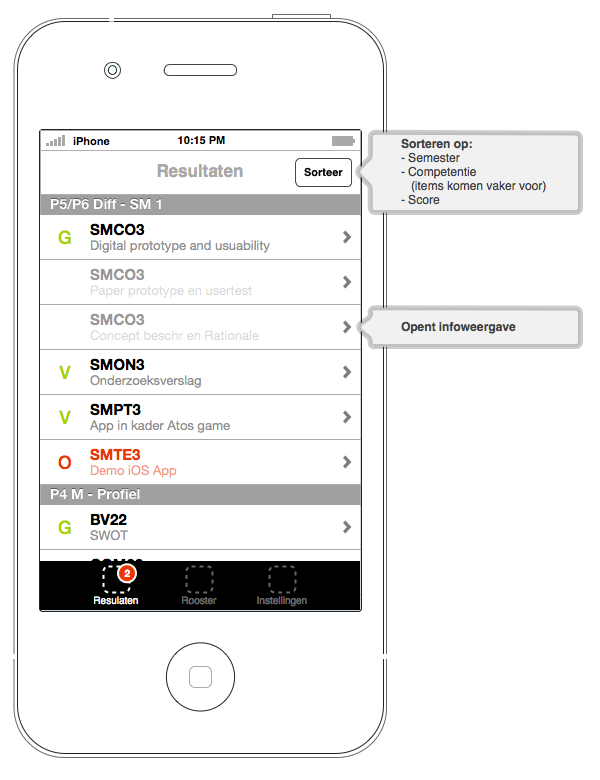 iPhone
10:15 PM
Resultaten
Sorteer
P5/P6 Diff - SM 1
G
SMCO3
Digital prototype and usuability
SMCO3
Paper prototype en usertest
SMCO3
Concept beschr en Rationale
V
SMON3
Onderzoeksverslag
V
SMPT3
App in kader Atos game
O
SMTE3
Demo iOS App
P4 M - Profiel
G
BV22
SWOT
2
Resulaten
Rooster
Instellingen
Sorteren op:
- Semester
- Competentie
(items komen vaker voor)
- Score
Opent infoweergave